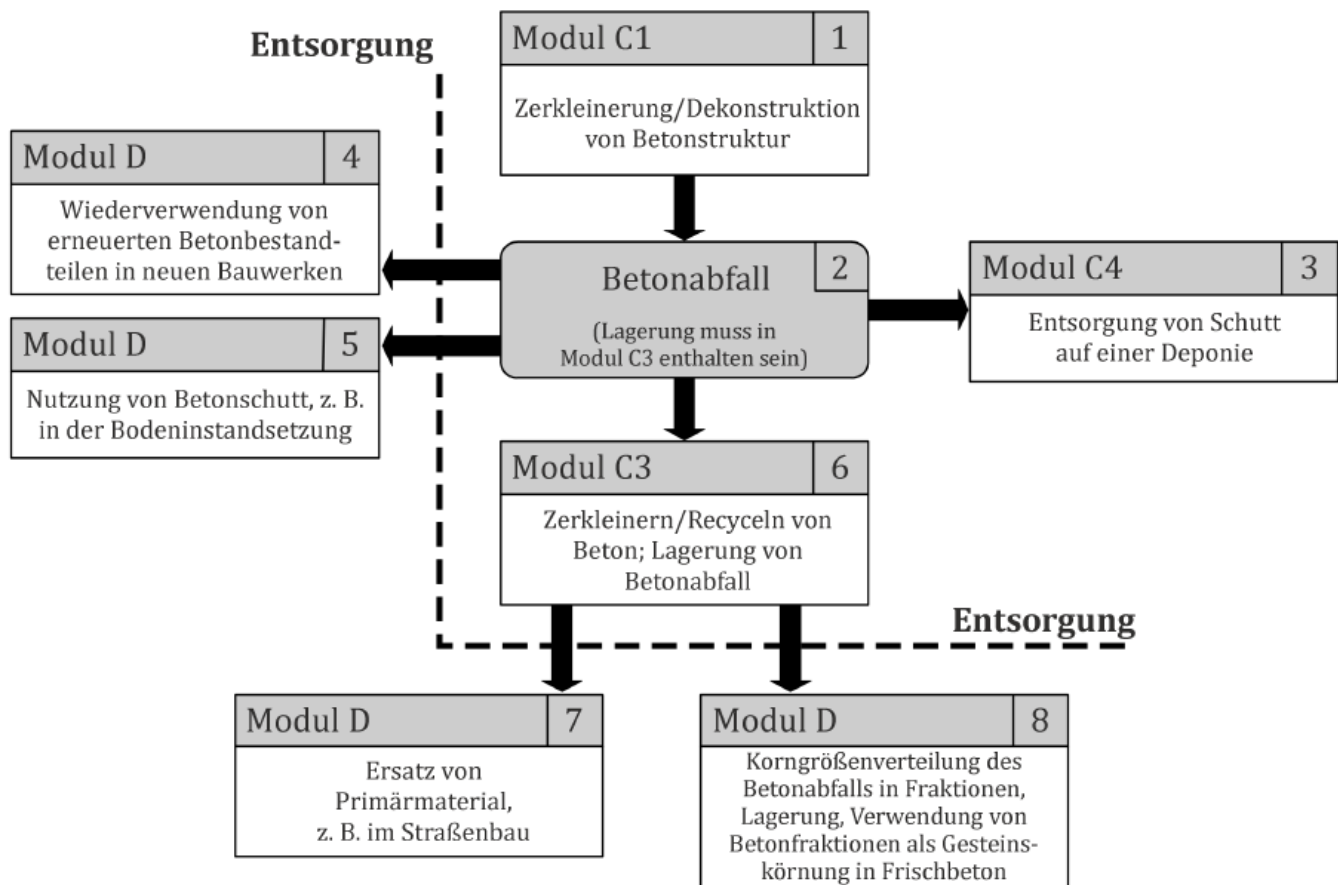 Entsorgung
Modul C1
1
Zerkleinerung/Dekonstruktion
von Betonstruktur
Modul D
4
Wiederverwendung von
erneuerten Betonbestand-
teilen in neuen Bauwerken
Betonabfall
2
(Lagerung muss in
Modul C3 enthalten sein)
Modul C4
3
Entsorgung von Schutt
auf einer Deponie
Modul D
5
Nutzung von Betonschutt, z. B.
in der Bodeninstandsetzung
Modul C3
6
Zerkleinern/Recyceln von
Beton; Lagerung von
Betonabfall
Entsorgung
Modul D
7
Ersatz von
Primärmaterial,
z. B. im Straßenbau
Modul D
8
Korngrößenverteilung des
Betonabfalls in Fraktionen,
Lagerung, Verwendung von
Betonfraktionen als Gesteins-
körnung in Frischbeton